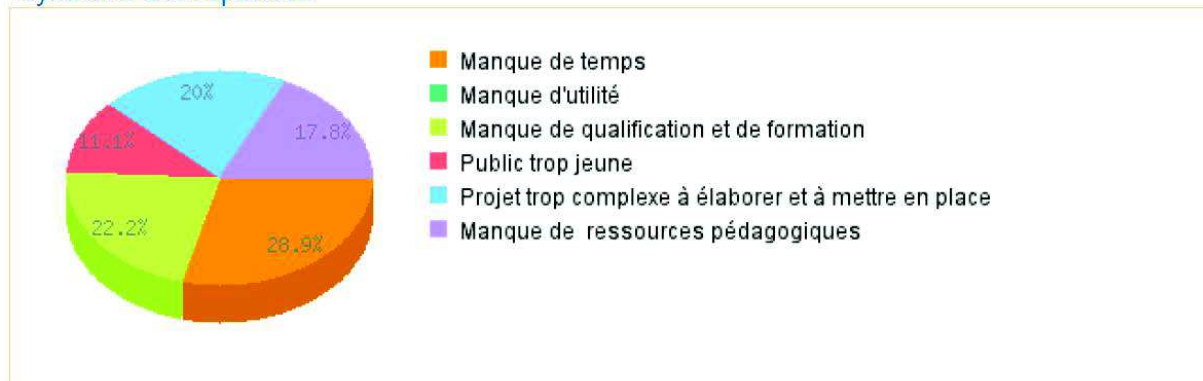 20%
17.8%
11.1%
22.2%
28.9%
Manque de temps
Manque d'utilité
Manque de qualification et de formation
Public trop jeune
Projet trop complexe à élaborer et à mettre en place
Manque de ressources pédagogiques